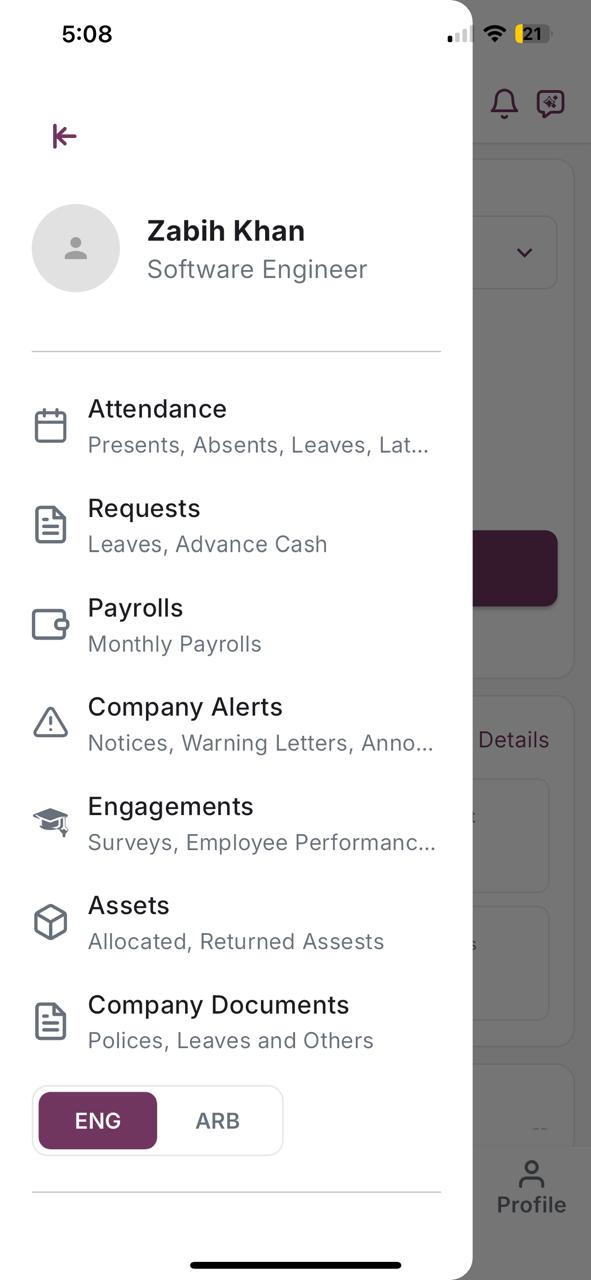 5:08
21
Zabih Khan
Software Engineer
Attendance
Presents, Absents, Leaves, Lat...
Requests
Leaves, Advance Cash
Payrolls
Monthly Payrolls
Company Alerts
Notices, Warning Letters, Anno...
Details
Engagements
Surveys, Employee Performanc...
Assets
Allocated, Returned Assests
Company Documents
Polices, Leaves and Others
ENG ARB
--
Profile